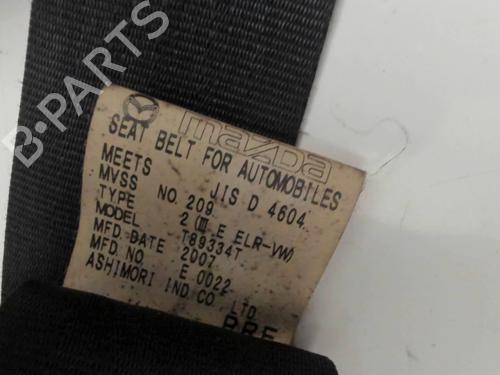 mazda
SEAT BELT FOR AUTOMOBILES
MEETS JIS D 4604
MVSS NO. 209
TYPE 2 (III E ELR-VW)
MODEL T89334T
MFD. DATE 2007
MFD. NO E 0022
ASHIMORI IND CO LTD
B-PARTS